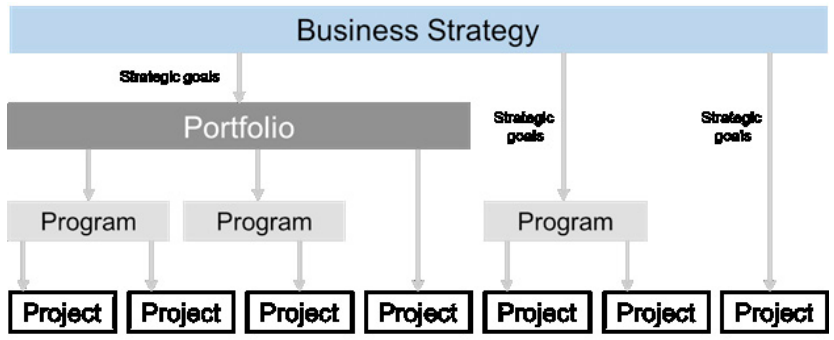 Business Strategy
Strategic goals
Portfolio
Strategic
goals
Strategic
goals
Program
Program
Program
Project
Project
Project
Project
Project
Project
Project